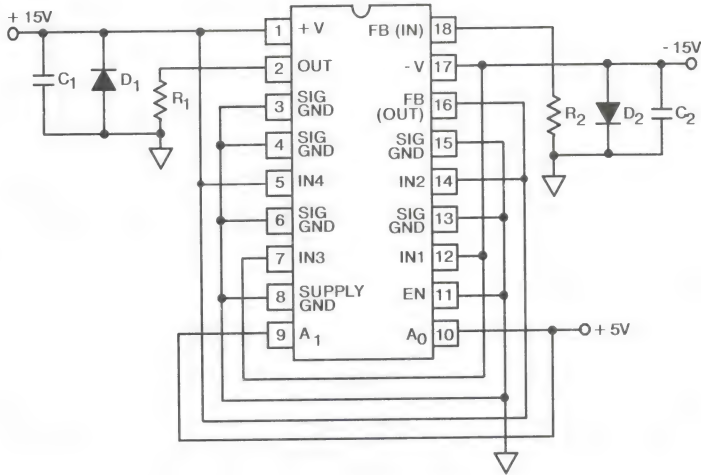 + 15V
C1
D1
R1
1 + V
2 OUT
3 SIG
GND
4 SIG
GND
5 IN4
6 SIG
GND
7 IN3
8 SUPPLY
GND
9 A1
FB (IN) 18
- V 17
FB
(OUT) 16
SIG
GND 15
IN2 14
SIG
GND 13
IN1 12
EN 11
A0 10
- 15V
R2
D2
C2
+ 5V